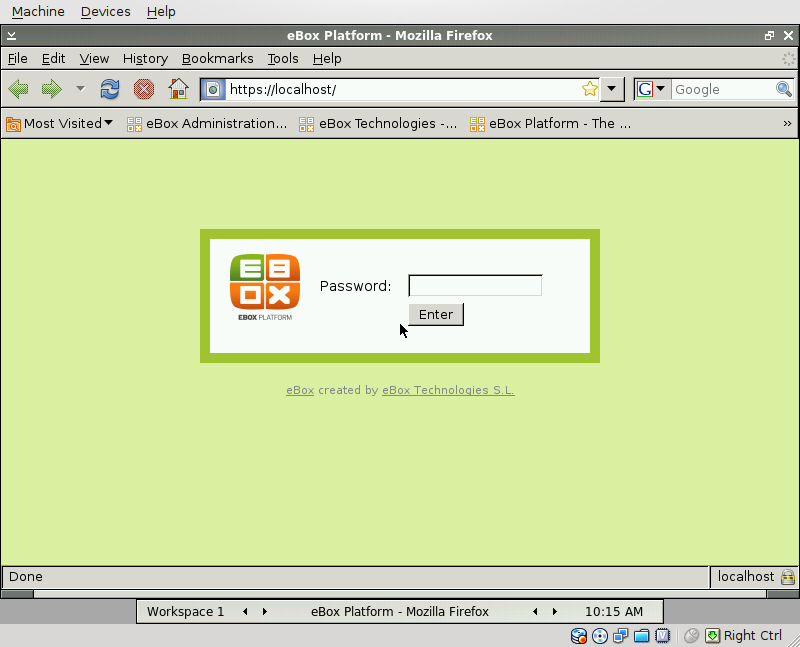 Machine Devices Help
eBox Platform - Mozilla Firefox
File Edit View History Bookmarks Tools Help
https://localhost/ G Google
Most Visited eBox Administration... eBox Technologies -... eBox Platform - The ... »
EBOX
Password:
EBOX PLATFORM
Enter
eBox created by eBox Technologies S.L.
Done localhost
Workspace 1 eBox Platform - Mozilla Firefox 10:15 AM
Right Ctrl